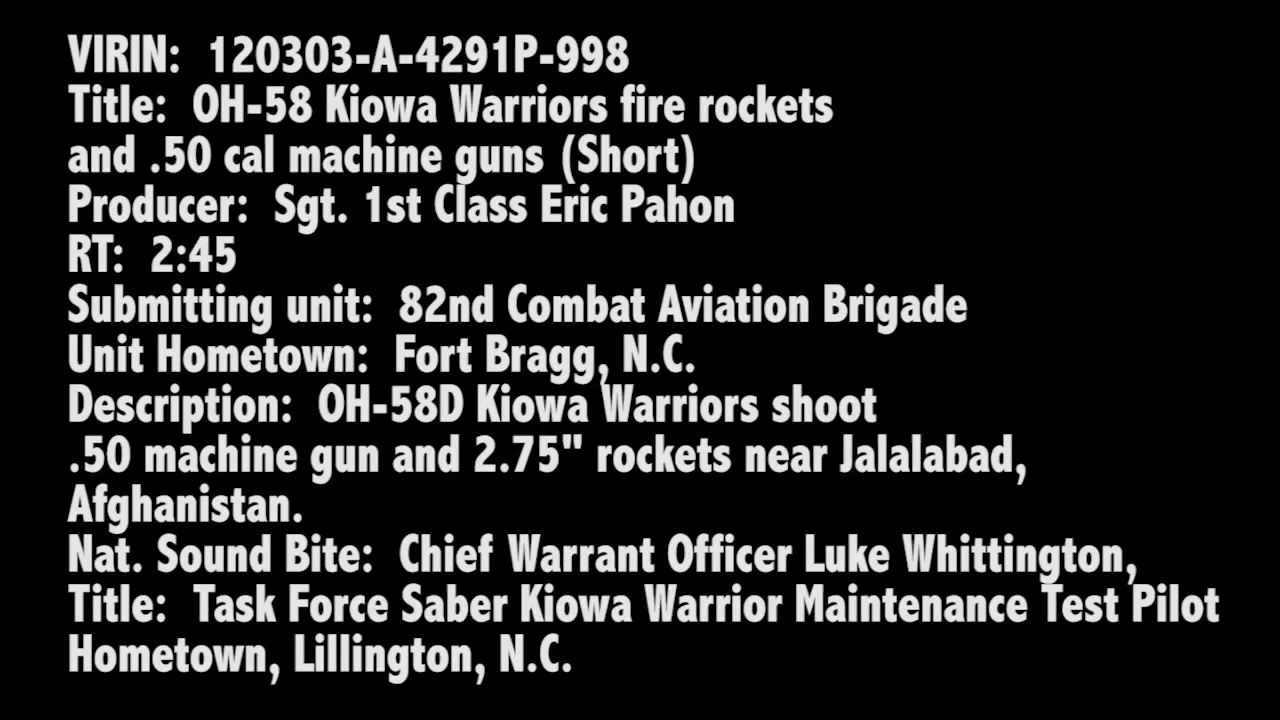 VIRIN:  120303-A-4291P-998
Title:  OH-58 Kiowa Warriors fire rockets
and .50 cal machine guns (Short)
Producer:  Sgt. 1st Class Eric Pahon
RT:  2:45
Submitting unit:  82nd Combat Aviation Brigade
Unit Hometown:  Fort Bragg, N.C.
Description:  OH-58D Kiowa Warriors shoot
.50 machine gun and 2.75" rockets near Jalalabad,
Afghanistan.
Nat. Sound Bite:  Chief Warrant Officer Luke Whittington,
Title:  Task Force Saber Kiowa Warrior Maintenance Test Pilot
Hometown, Lillington, N.C.